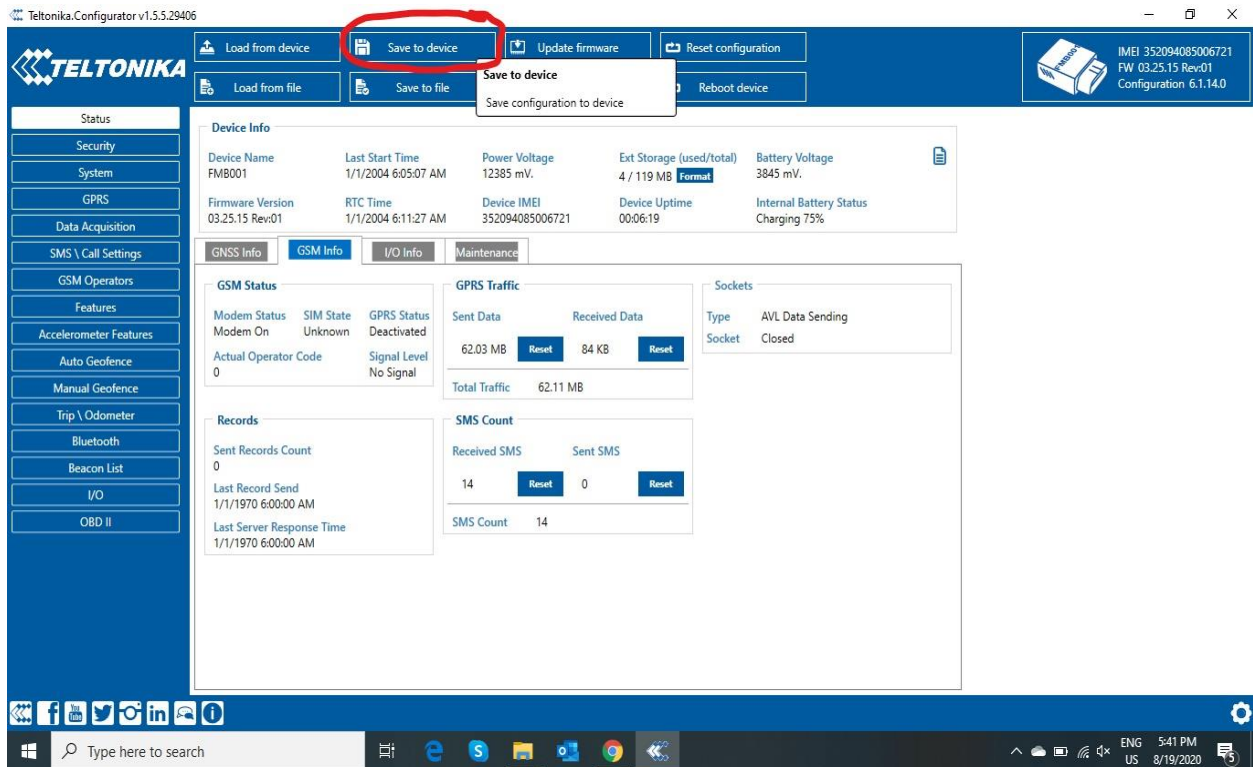 Teltonika.Configurator v1.5.5.29406
TELTONIKA
Load from device
Save to device
Update firmware
Reset configuration
Load from file
Save to file
Reboot device
Save to device
Save configuration to device
FMB001
IMEI 352094085006721
FW 03.25.15 Rev:01
Configuration 6.1.14.0
Status
Security
System
GPRS
Data Acquisition
SMS \ Call Settings
GSM Operators
Features
Accelerometer Features
Auto Geofence
Manual Geofence
Trip \ Odometer
Bluetooth
Beacon List
I/O
OBD II
Device Info
Device Name Last Start Time Power Voltage Ext Storage (used/total) Battery Voltage
FMB001 1/1/2004 6:05:07 AM 12385 mV. 4 / 119 MB Format 3845 mV.
Firmware Version RTC Time Device IMEI Device Uptime Internal Battery Status
03.25.15 Rev:01 1/1/2004 6:11:27 AM 352094085006721 00:06:19 Charging 75%
GNSS Info GSM Info I/O Info Maintenance
GSM Status
Modem Status SIM State GPRS Status
Modem On Unknown Deactivated
Actual Operator Code Signal Level
0 No Signal
GPRS Traffic
Sent Data Received Data
62.03 MB Reset 84 KB Reset
Total Traffic 62.11 MB
Sockets
Type AVL Data Sending
Socket Closed
Records
Sent Records Count
0
Last Record Send
1/1/1970 6:00:00 AM
Last Server Response Time
1/1/1970 6:00:00 AM
SMS Count
Received SMS Sent SMS
14 Reset 0 Reset
SMS Count 14
You Tube
Type here to search
ENG 5:41 PM
US 8/19/2020
5